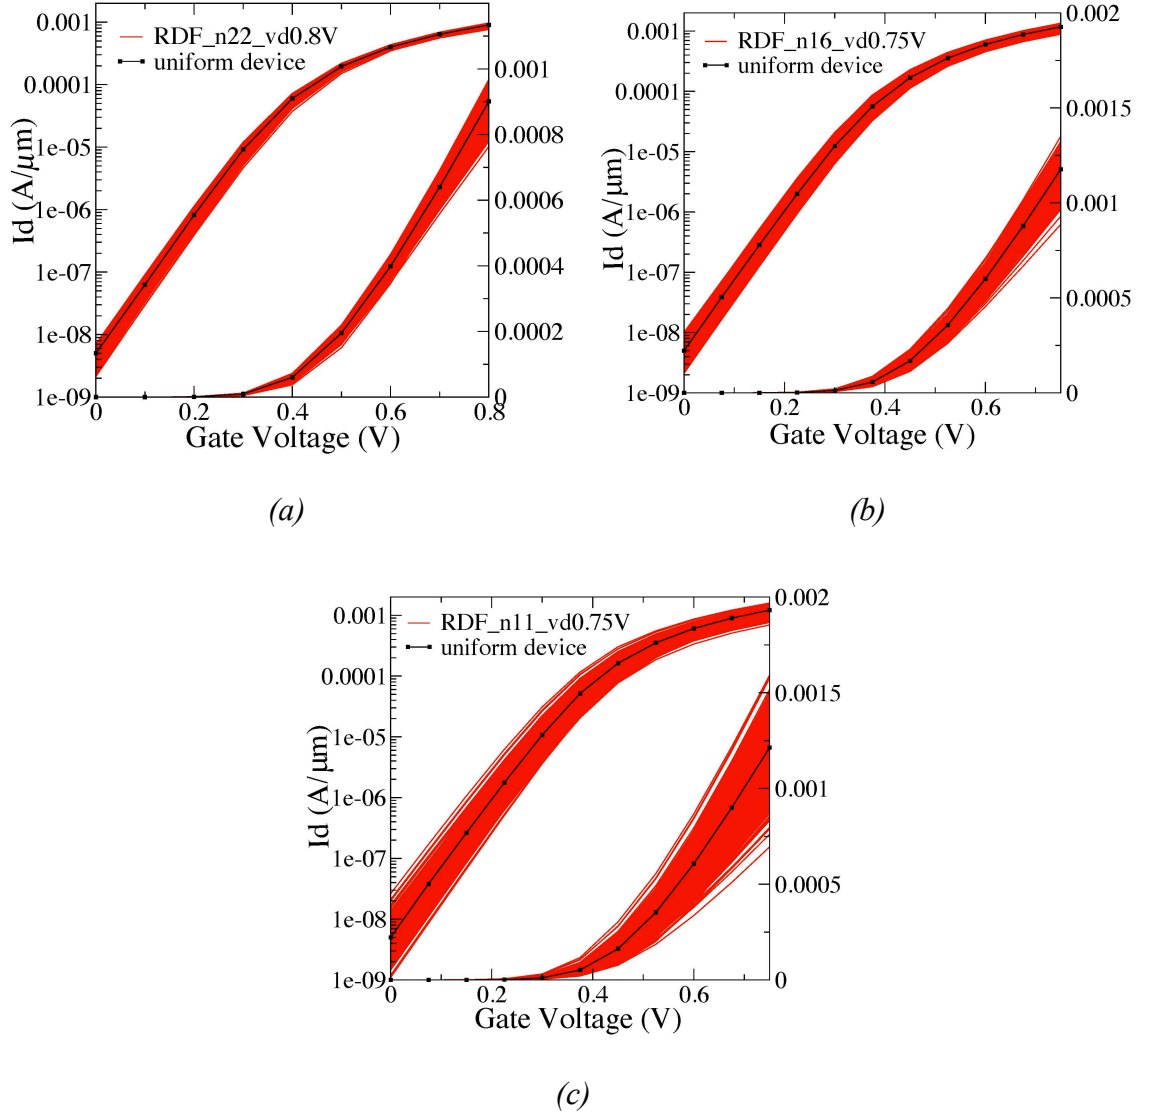 0.001
0.0001
1e-05
1e-06
1e-07
1e-08
1e-09
Id (A/μm)
RDF_n22_vd0.8V
uniform device
0.001
0.0008
0.0006
0.0004
0.0002
0
0 0.2 0.4 0.6 0.8
Gate Voltage (V)
(a)
0.001
0.0001
1e-05
1e-06
1e-07
1e-08
1e-09
Id (A/μm)
RDF_n16_vd0.75V
uniform device
0.002
0.0015
0.001
0.0005
0
0 0.2 0.4 0.6
Gate Voltage (V)
(b)
0.001
0.0001
1e-05
1e-06
1e-07
1e-08
1e-09
Id (A/μm)
RDF_n11_vd0.75V
uniform device
0.002
0.0015
0.001
0.0005
0
0 0.2 0.4 0.6
Gate Voltage (V)
(c)